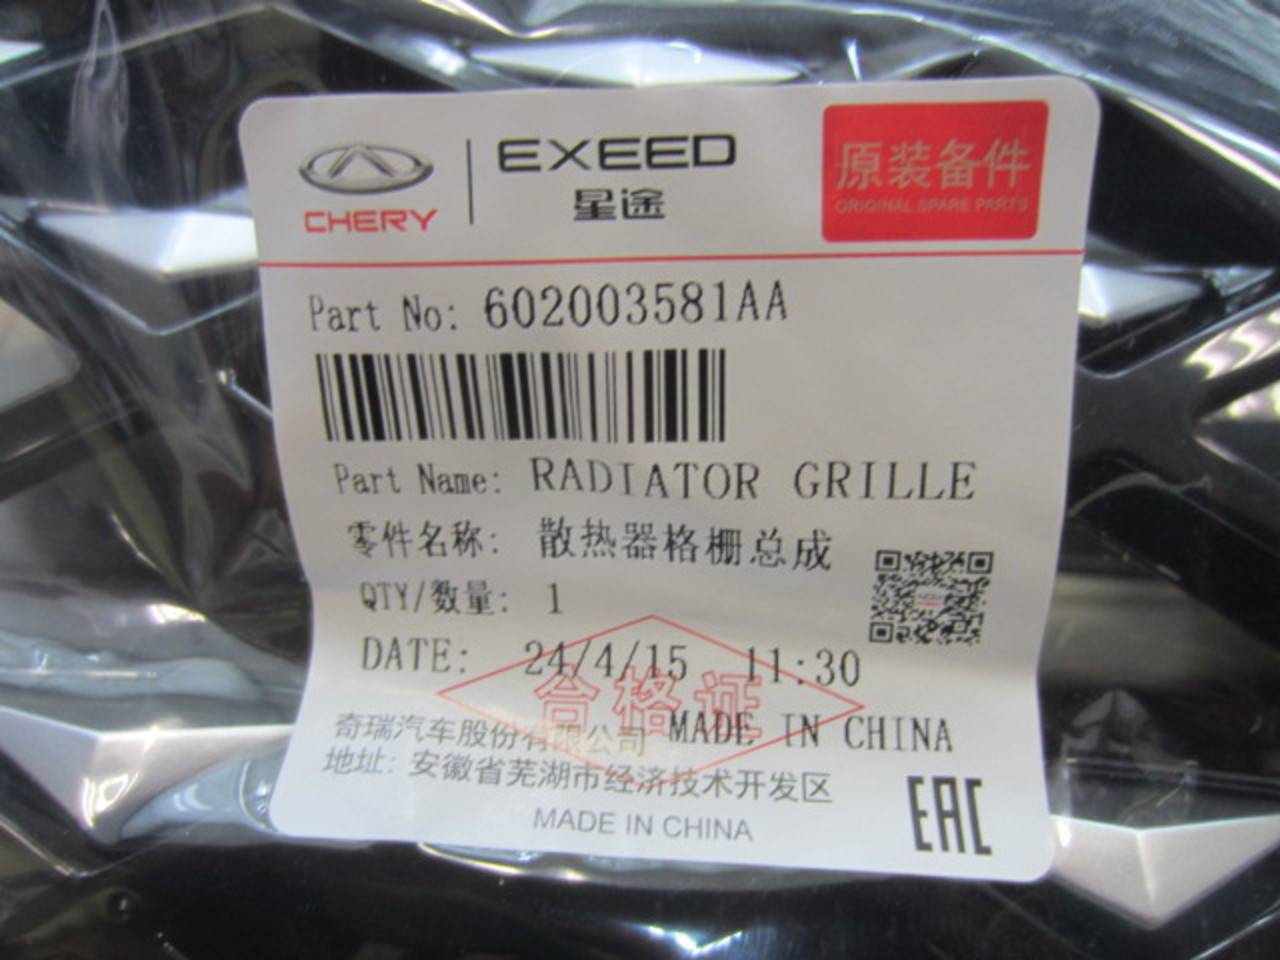 CHERY
EXEED
星途
原装备件
ORIGINAL SPARE PARTS
Part No: 602003581AA
Part Name: RADIATOR GRILLE
零件名称: 散热器格栅总成
QTY/数量: 1
DATE: 24/4/15 11:30
合格证
奇瑞汽车股份有限公司 MADE IN CHINA
地址: 安徽省芜湖市经济技术开发区
MADE IN CHINA
EAC